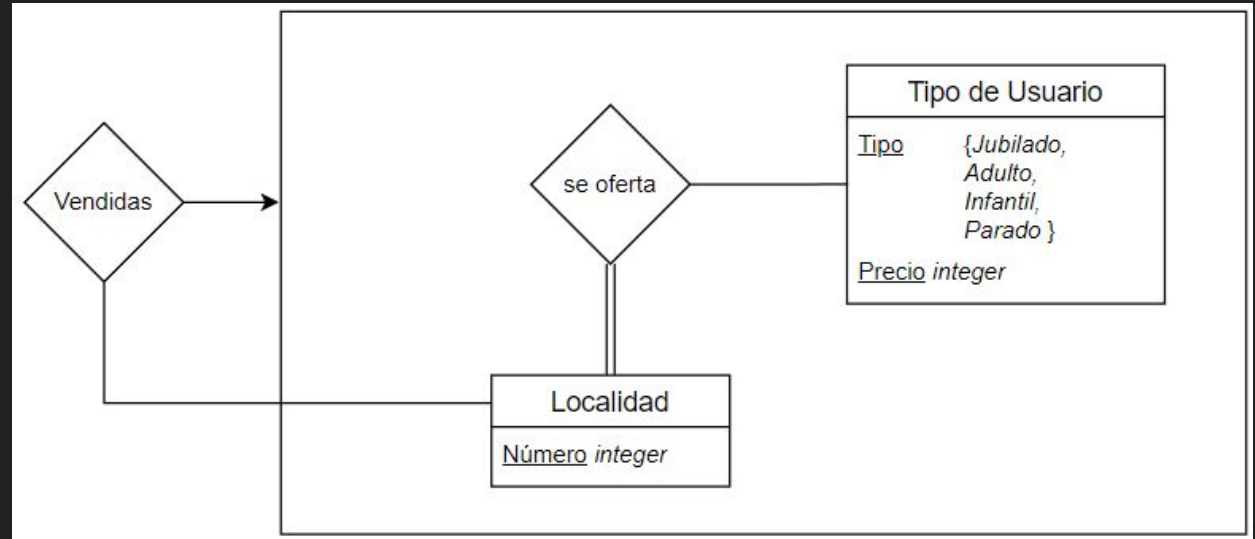 Vendidas
se oferta
Tipo de Usuario
Tipo {Jubilado,
Adulto,
Infantil,
Parado }
Precio integer
Localidad
Número integer